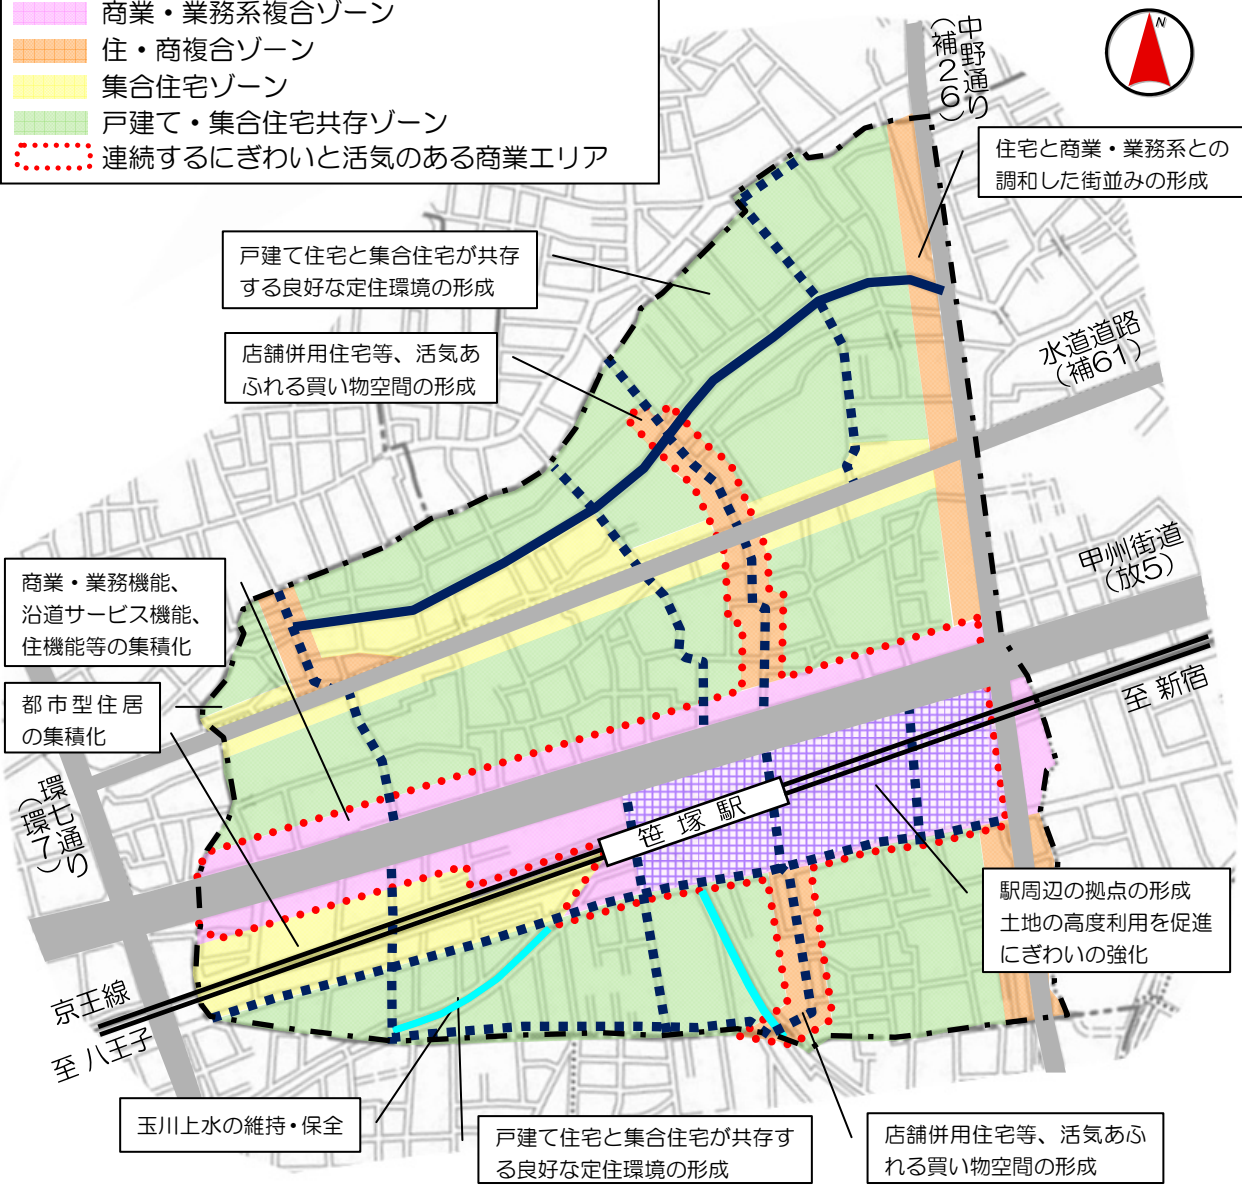 商業・業務系複合ゾーン
住・商複合ゾーン
集合住宅ゾーン
戸建て・集合住宅共存ゾーン
連続するにぎわいと活気のある商業エリア
中野通り
(補26)
N
住宅と商業・業務系との
調和した街並みの形成
戸建て住宅と集合住宅が共存
する良好な定住環境の形成
店舗併用住宅等、活気あ
ふれる買い物空間の形成
水道道路
(補61)
甲州街道
(放5)
商業・業務機能、
沿道サービス機能、
住機能等の集積化
都市型住居
の集積化
至 新宿
環七通り
(環7)
笹塚駅
駅周辺の拠点の形成
土地の高度利用を促進
にぎわいの強化
京王線
至 八王子
玉川上水の維持・保全
戸建て住宅と集合住宅が共存す
る良好な定住環境の形成
店舗併用住宅等、活気あふ
れる買い物空間の形成